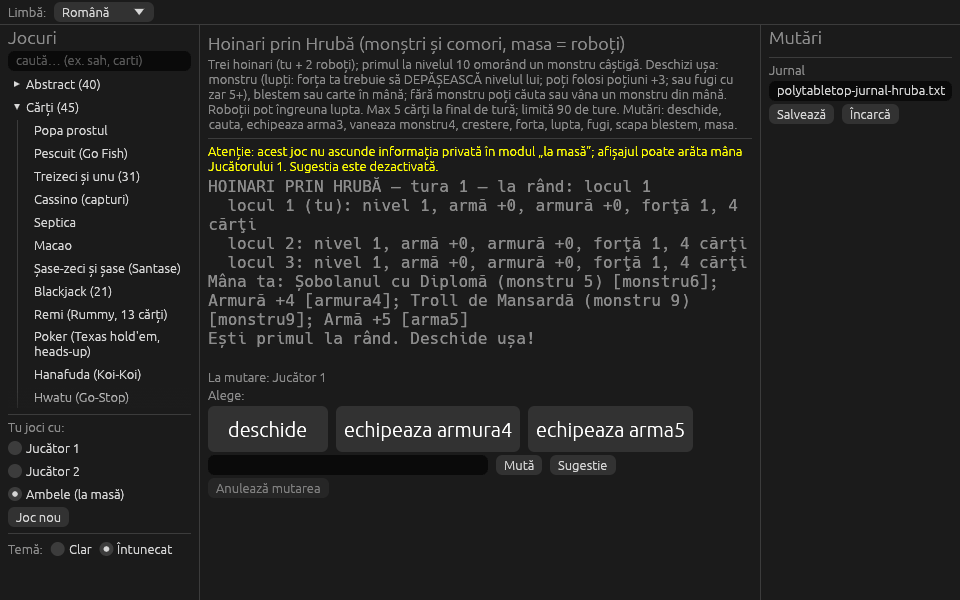 Limbă: Română
Jocuri
caută... (ex. sah, carti)
Abstract (40)
Cărți (45)
Popa prostul
Pescuit (Go Fish)
Treizeci și unu (31)
Cassino (capturi)
Septica
Macao
Șase-zeci și șase (Santase)
Blackjack (21)
Remi (Rummy, 13 cărți)
Poker (Texas hold'em,
heads-up)
Hanafuda (Koi-Koi)
Hwatu (Go-Stop)
Tu joci cu:
Jucător 1
Jucător 2
Ambele (la masă)
Joc nou
Temă: Clar Întunecat
Hoinari prin Hrubă (monștri și comori, masa = roboți)
Trei hoinari (tu + 2 roboți); primul la nivelul 10 omorând un monstru câștigă. Deschizi ușa:
monstru (lupți: forța ta trebuie să DEPĂȘEASCĂ nivelul lui; poți folosi poțiuni +3; sau fugi cu
zar 5+), blestem sau carte în mână; fără monstru poți căuta sau vâna un monstru din mână.
Roboții pot îngreuna lupta. Max 5 cărți la final de tură; limită 90 de ture. Mutări: deschide,
cauta, echipeaza arma3, vaneaza monstru4, crestere, forta, lupta, fugi, scapa blestem, masa.
Atenție: acest joc nu ascunde informația privată în modul „la masă”; afișajul poate arăta mâna
Jucătorului 1. Sugestia este dezactivată.
HOINARI PRIN HRUBĂ — tura 1 — la rând: locul 1
locul 1 (tu): nivel 1, armă +0, armură +0, forță 1, 4
cărți
locul 2: nivel 1, armă +0, armură +0, forță 1, 4 cărți
locul 3: nivel 1, armă +0, armură +0, forță 1, 4 cărți
Mâna ta: Șobolanul cu Diplomă (monstru 5) [monstru6];
Armură +4 [armura4]; Troll de Mansardă (monstru 9)
[monstru9]; Armă +5 [arma5]
Ești primul la rând. Deschide ușa!
La mutare: Jucător 1
Alege:
deschide echipeaza armura4 echipeaza arma5
Mută Sugestie
Anulează mutarea
Mutări
Jurnal
polytabletop-jurnal-hruba.txt
Salvează Încarcă